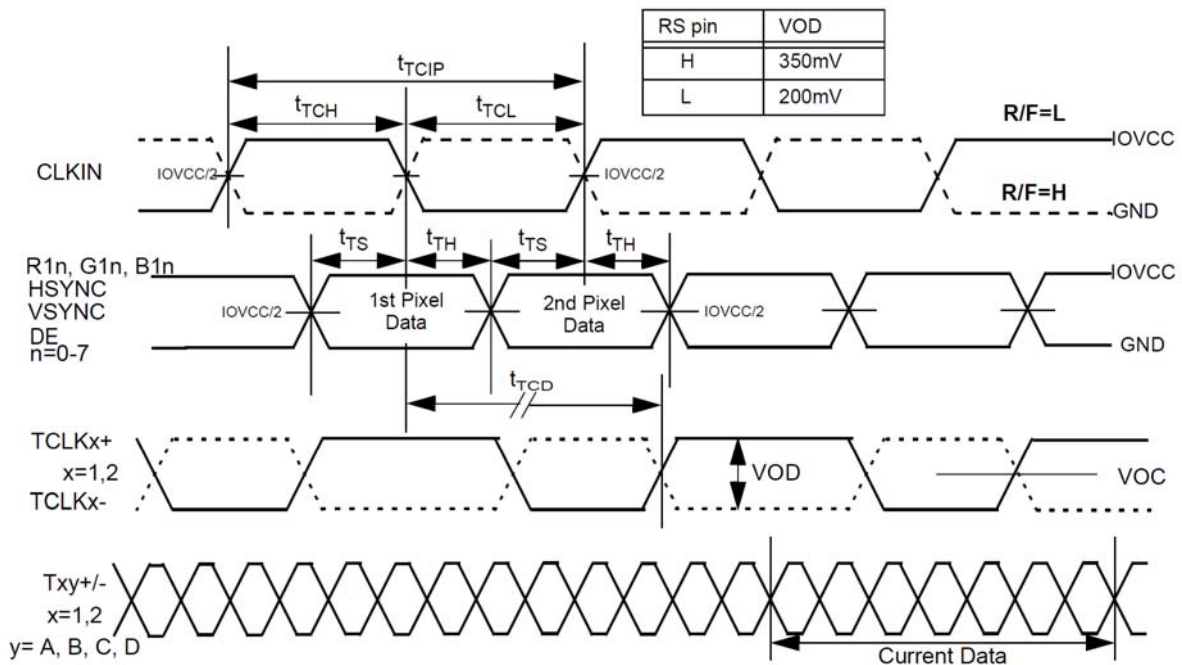 RS pin VOD
H 350mV
L 200mV
tTCIP
tTCH tTCL
R/F=L
IOVCC
CLKIN IOVCC/2 IOVCC/2
R/F=H
GND
tTS tTH tTS tTH
R1n, G1n, B1n
HSYNC
VSYNC
DE
n=0-7
IOVCC/2
1st Pixel
Data
2nd Pixel
Data
IOVCC/2
IOVCC
GND
tTCD
TCLKx+
x=1,2
TCLKx-
VOD
VOC
Txy+/-
x=1,2
y= A, B, C, D
Current Data